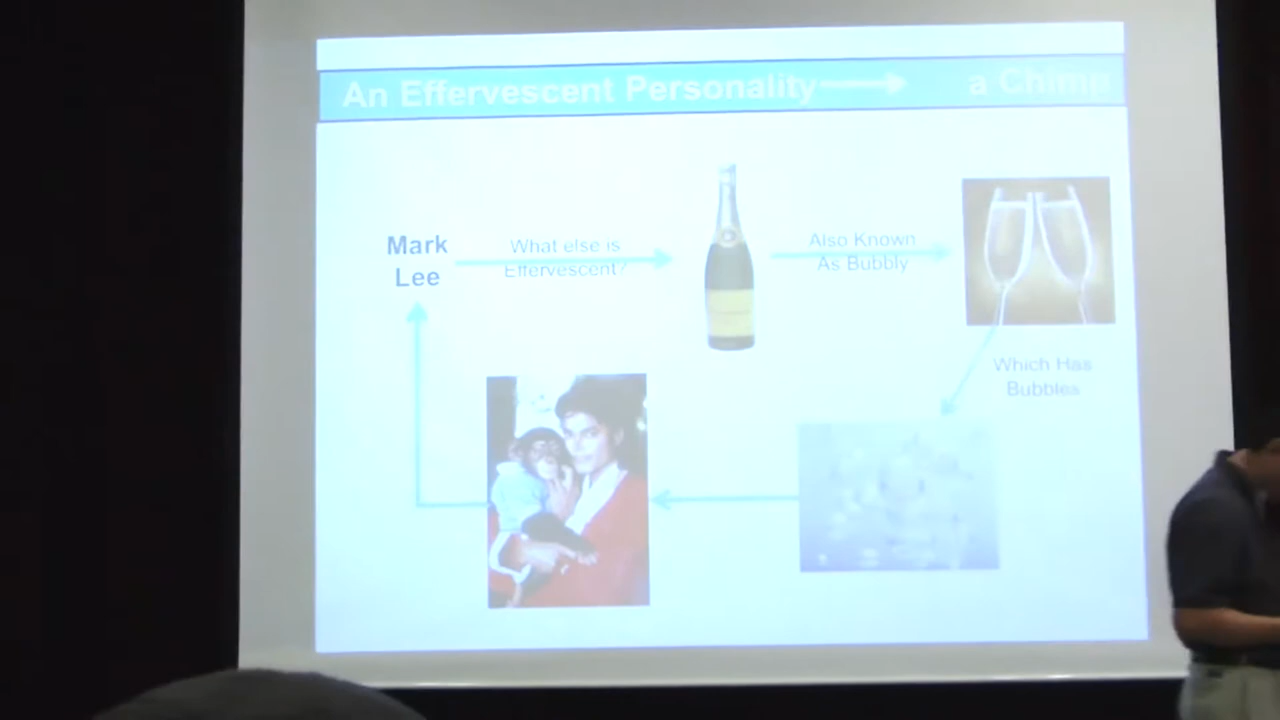 An Effervescent Personality a Chimp
Mark
Lee
What else is
Effervescent?
Also Known
As Bubbly
Which Has
Bubbles